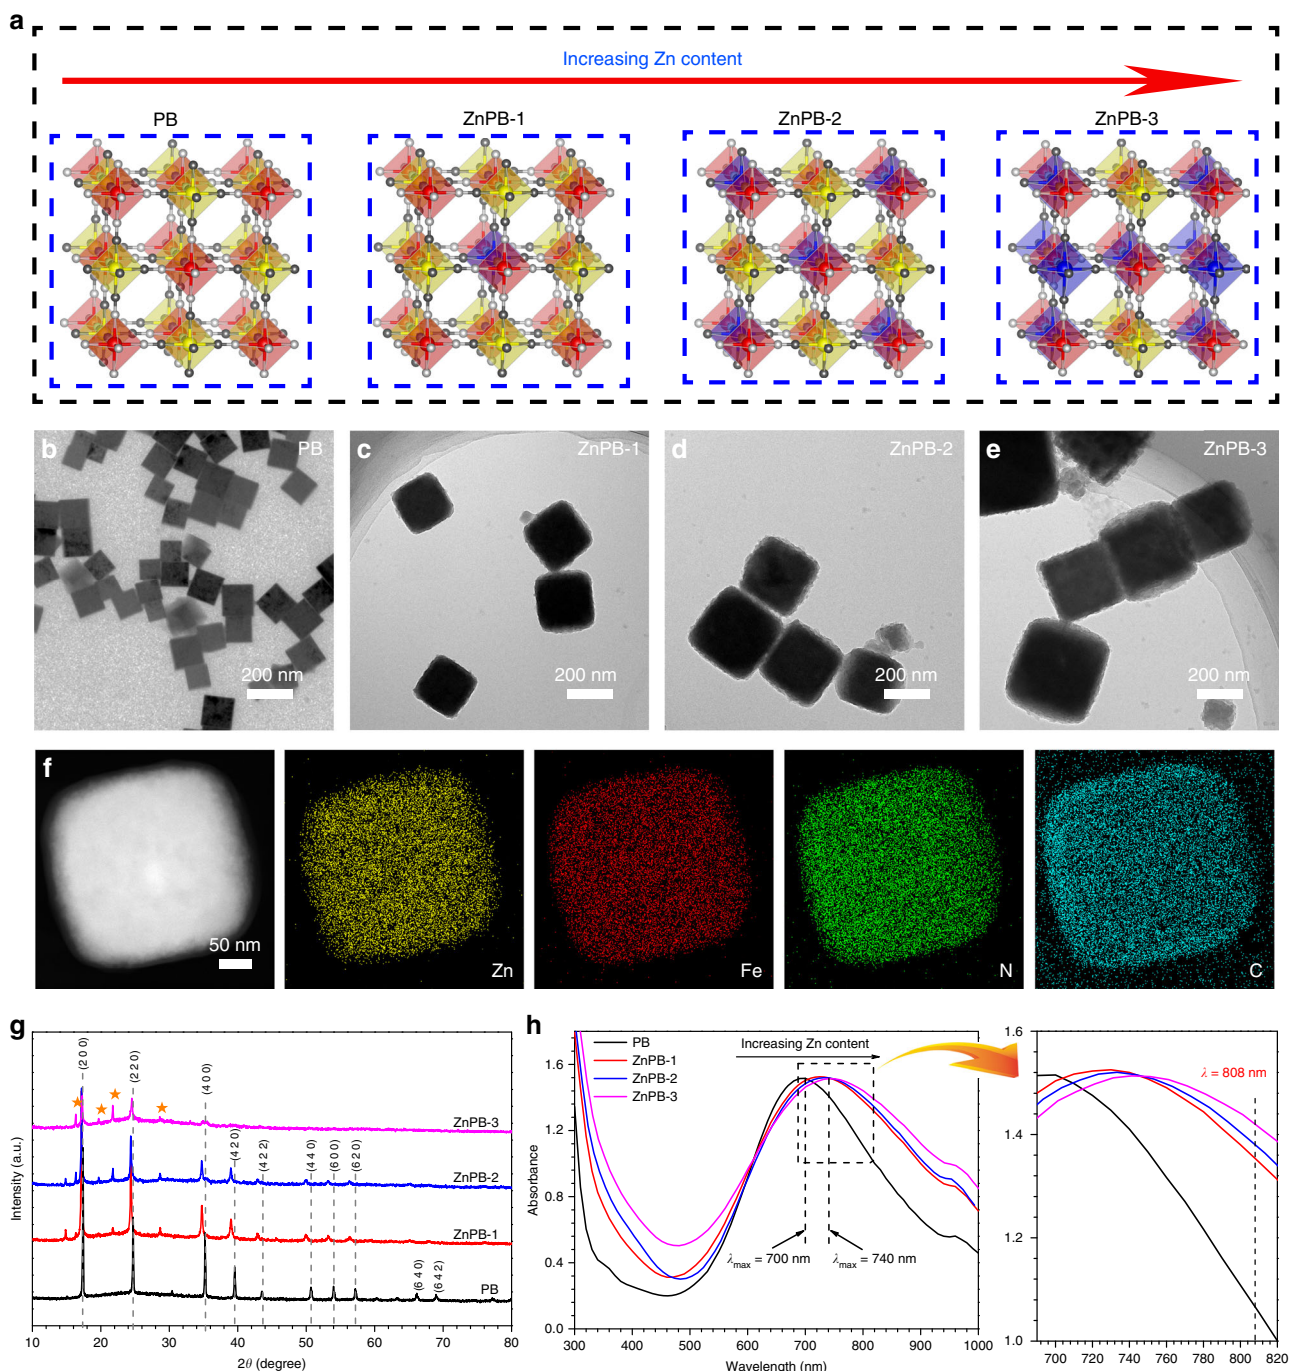 a
Increasing Zn content
PB
ZnPB-1
ZnPB-2
ZnPB-3
b
PB
200 nm
c
ZnPB-1
200 nm
d
ZnPB-2
200 nm
e
ZnPB-3
200 nm
f
50 nm
Zn
Fe
N
C
g
Intensity (a.u.)
(2 0 0)
(2 2 0)
(4 0 0)
(4 2 0)
(4 2 2)
(4 4 0)
(6 0 0)
(6 2 0)
(6 4 0)
(6 4 2)
ZnPB-3
ZnPB-2
ZnPB-1
PB
10 20 30 40 50 60 70 80
2θ (degree)
h
Absorbance
1.6
1.2
0.8
0.4
0.0
PB
ZnPB-1
ZnPB-2
ZnPB-3
Increasing Zn content
λmax = 700 nm
λmax = 740 nm
300 400 500 600 700 800 900 1000
Wavelength (nm)
1.6
1.4
1.2
1.0
λ = 808 nm
700 720 740 760 780 800 820